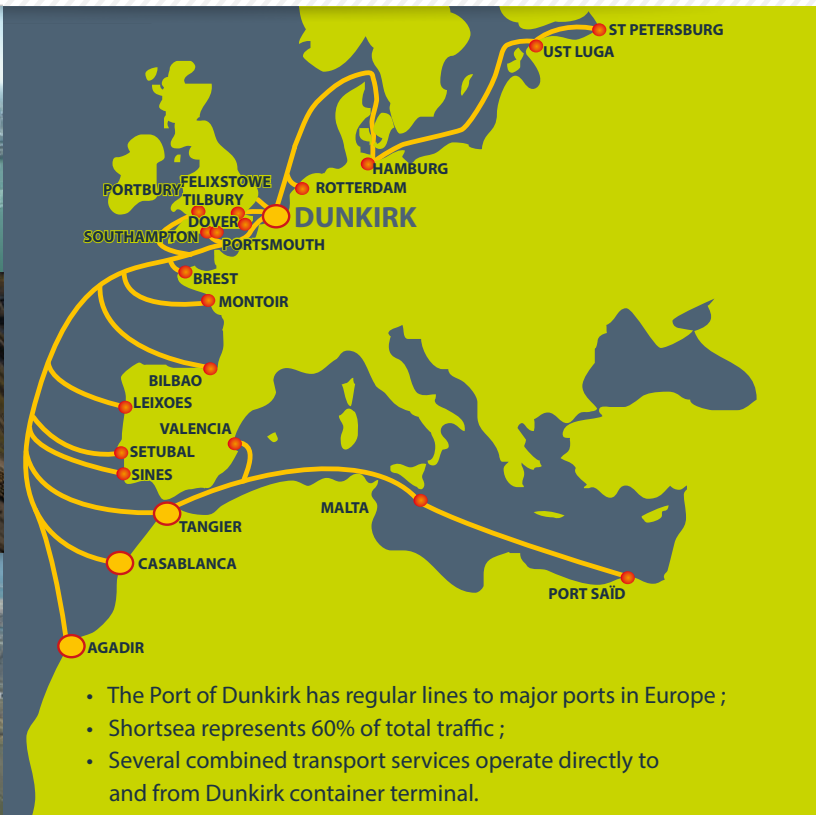 ST PETERSBURG
UST LUGA
HAMBURG
ROTTERDAM
FELIXSTOWE
PORTBURY
TILBURY
DOVER
DUNKIRK
SOUTHAMPTON
PORTSMOUTH
BREST
MONTOIR
BILBAO
LEIXOES
VALENCIA
SETUBAL
SINES
MALTA
TANGIER
CASABLANCA
PORT SAÏD
AGADIR
• The Port of Dunkirk has regular lines to major ports in Europe ;
• Shortsea represents 60% of total traffic ;
• Several combined transport services operate directly to
and from Dunkirk container terminal.